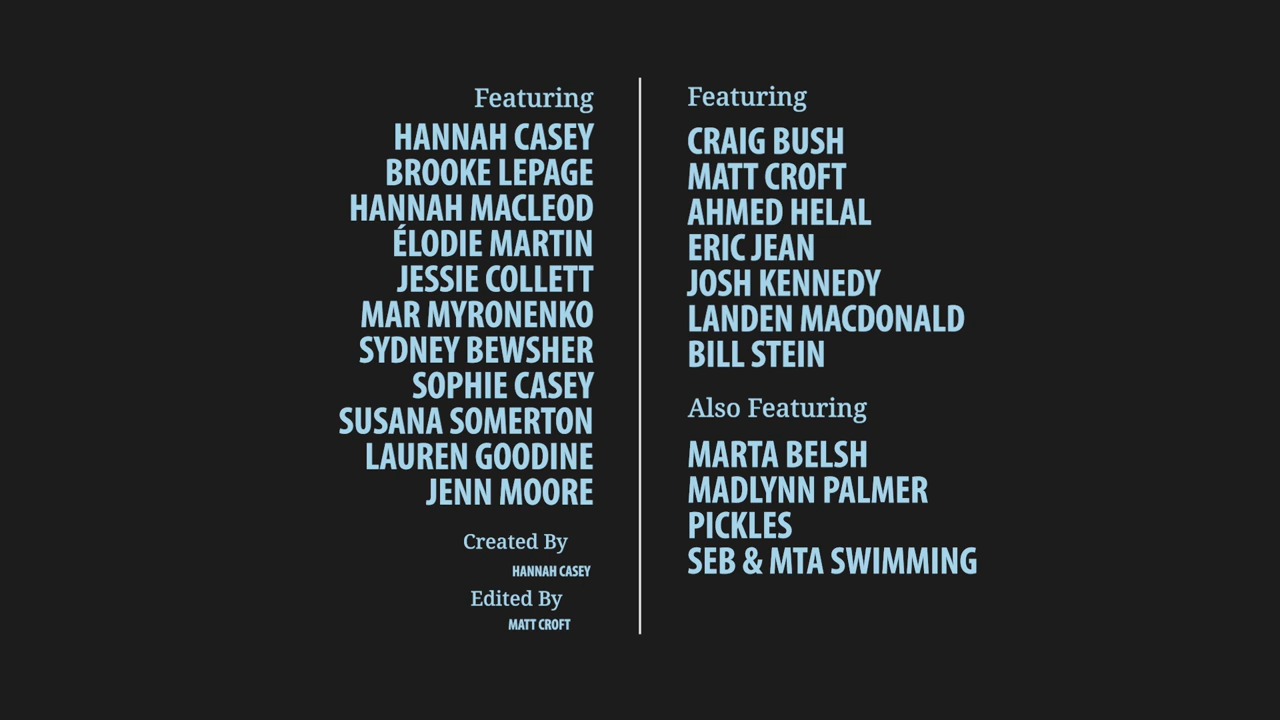 Featuring
HANNAH CASEY
BROOKE LEPAGE
HANNAH MACLEOD
ÉLODIE MARTIN
JESSIE COLLETT
MAR MYRONENKO
SYDNEY BEWSHER
SOPHIE CASEY
SUSANA SOMERTON
LAUREN GOODINE
JENN MOORE
Created By
HANNAH CASEY
Edited By
MATT CROFT
Featuring
CRAIG BUSH
MATT CROFT
AHMED HELAL
ERIC JEAN
JOSH KENNEDY
LANDEN MACDONALD
BILL STEIN
Also Featuring
MARTA BELSH
MADLYNN PALMER
PICKLES
SEB & MTA SWIMMING